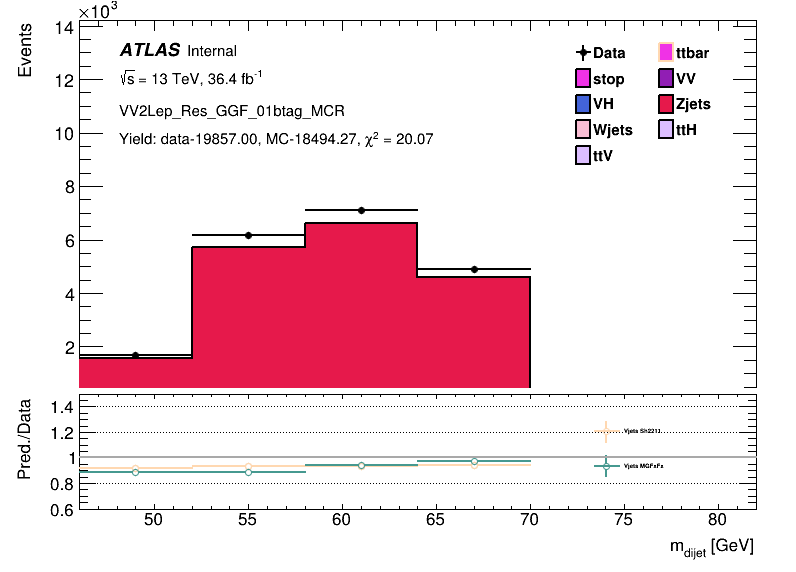 ×10³
Events
14
12
10
8
6
4
2
ATLAS Internal
√s = 13 TeV, 36.4 fb⁻¹
VV2Lep_Res_GGF_01btag_MCR
Yield: data-19857.00, MC-18494.27, χ² = 20.07
Data ttbar
stop VV
VH Zjets
Wjets ttH
ttV
Pred./Data
1.4
1.2
1
0.8
0.6
Vjets Sh2211
Vjets MGFxFx
50 55 60 65 70 75 80
m_dijet [GeV]